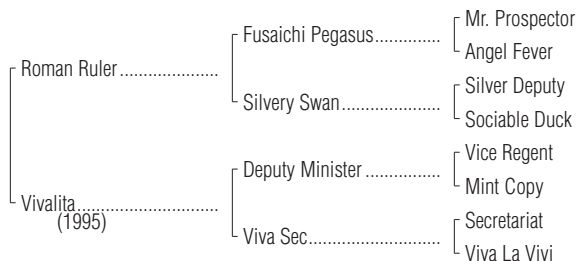 Mr. Prospector
Fusaichi Pegasus..............
Angel Fever
Roman Ruler.....................
Silver Deputy
Silvery Swan.....................
Sociable Duck
Vice Regent
Deputy Minister ................
Mint Copy
Vivalita..............................
(1995)
Secretariat
Viva Sec............................
Viva La Vivi